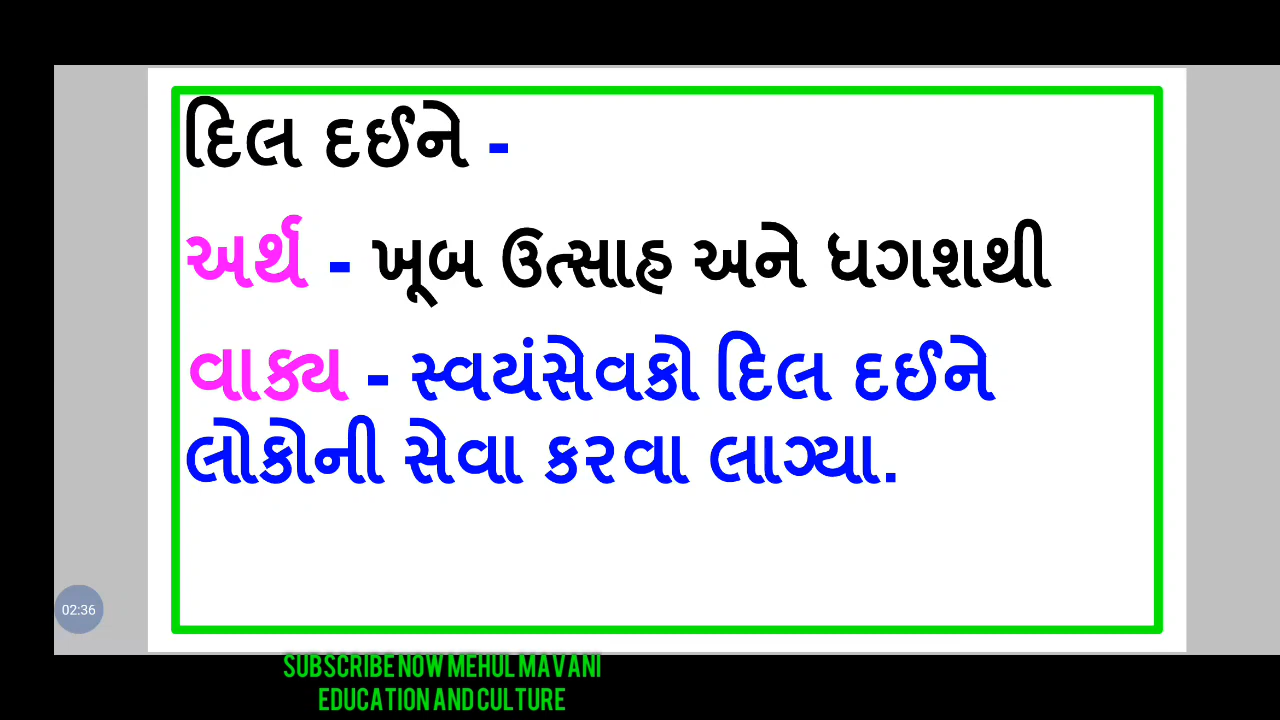 દિલ દઈને -
અર્થ - ખૂબ ઉત્સાહ અને ધગશથી
વાક્ય - સ્વયંસેવકો દિલ દઈને
લોકોની સેવા કરવા લાગ્યા.
02:36
SUBSCRIBE NOW MEHUL MAVANI
EDUCATION AND CULTURE